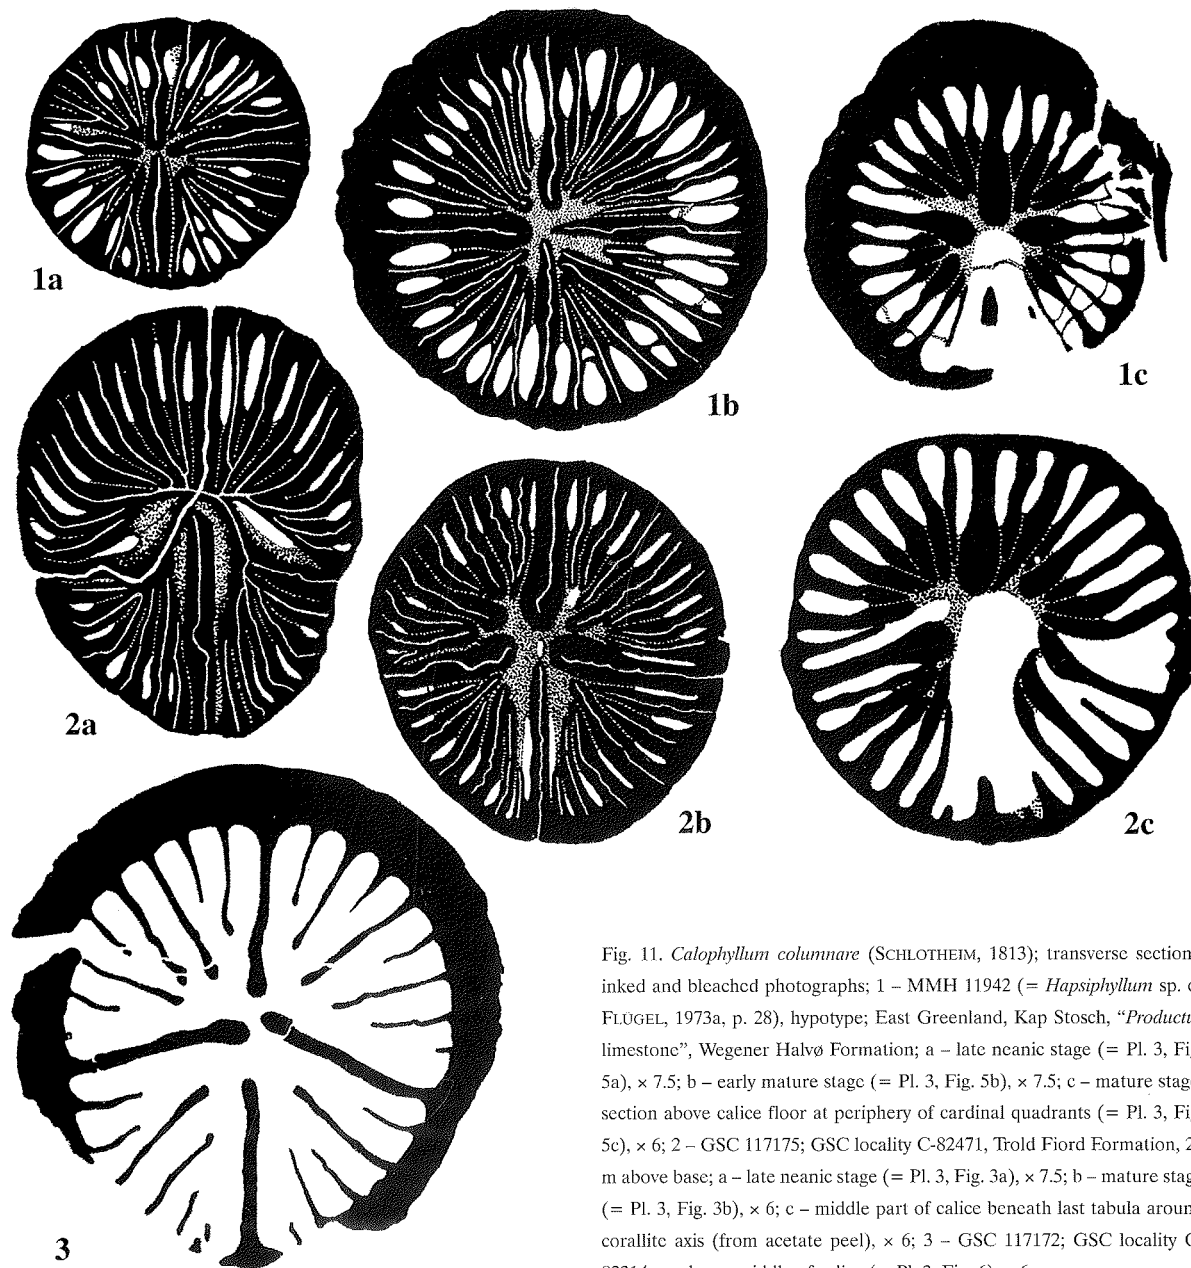 1a
1b
1c
2a
2b
2c
3
Fig. 11. Calophyllum columnare (SCHLOTHEIM, 1813); transverse section
inked and bleached photographs; 1 – MMH 11942 (= Hapsiphyllum sp.
FLÜGEL, 1973a, p. 28), hypotype; East Greenland, Kap Stosch, “Product
limestone”, Wegener Halvø Formation; a – late neanic stage (= Pl. 3, Fi
5a), × 7.5; b – early mature stage (= Pl. 3, Fig. 5b), × 7.5; c – mature stag
section above calice floor at periphery of cardinal quadrants (= Pl. 3, Fi
5c), × 6; 2 – GSC 117175; GSC locality C-82471, Trold Fiord Formation, 2
m above base; a – late neanic stage (= Pl. 3, Fig. 3a), × 7.5; b – mature stag
(= Pl. 3, Fig. 3b), × 6; c – middle part of calice beneath last tabula aroun
corallite axis (from acetate peel), × 6; 3 – GSC 117172; GSC locality C